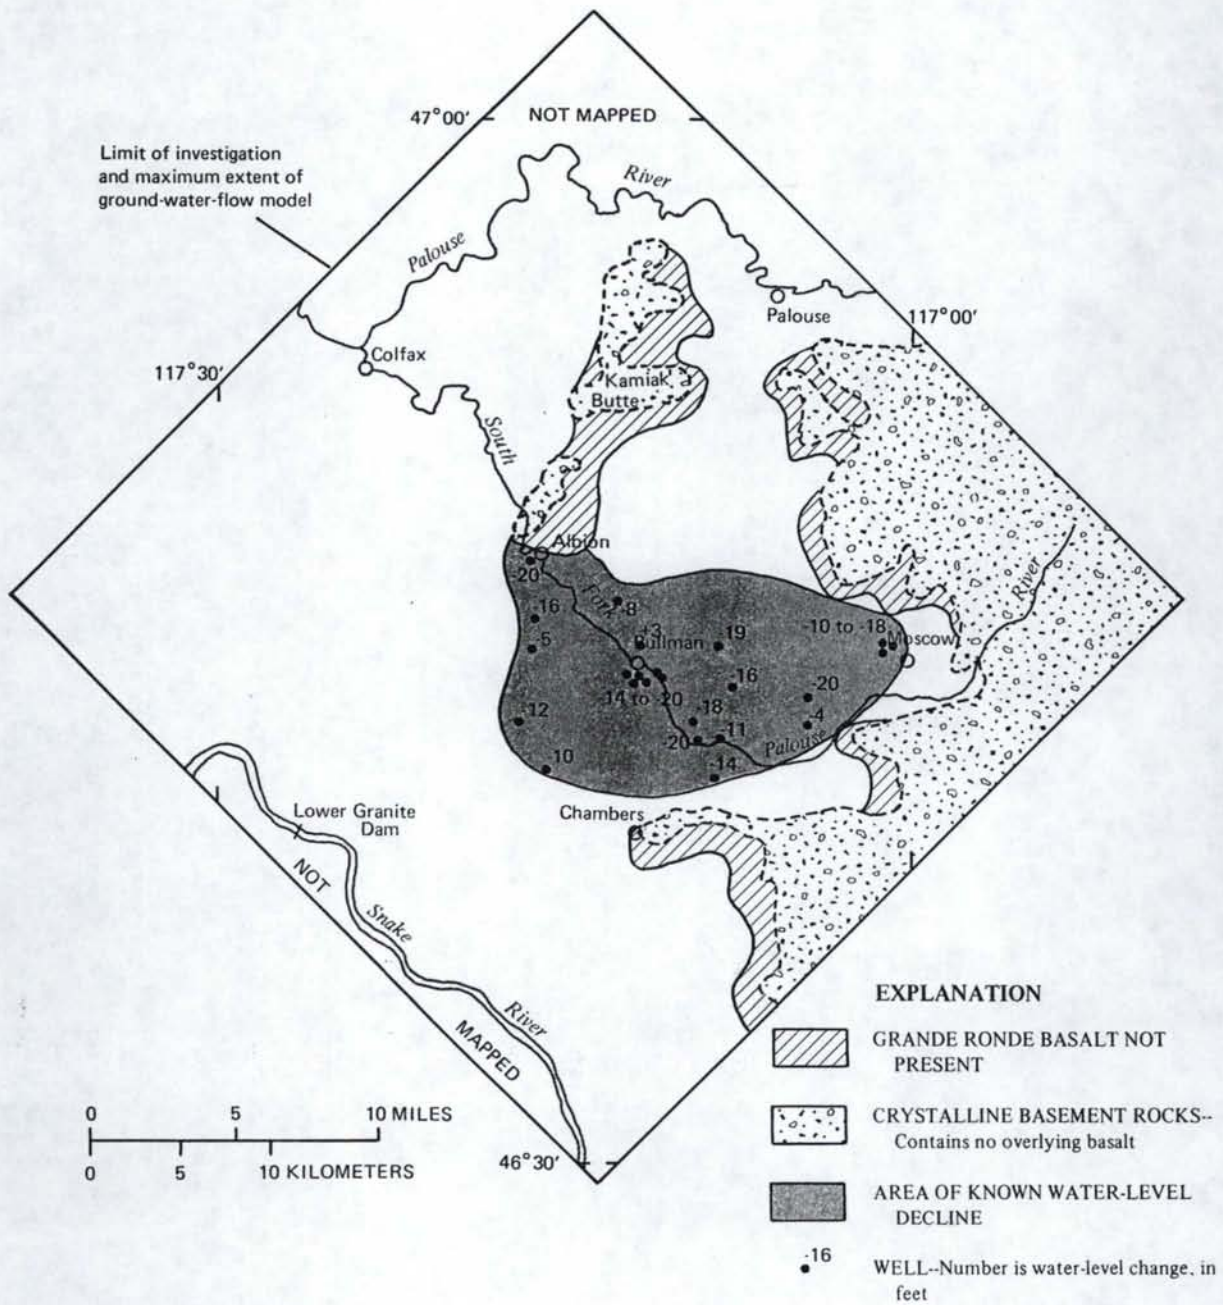 47°00'
NOT MAPPED
Limit of investigation
and maximum extent of
ground-water-flow model
River
Palouse
Palouse
117°00'
Colfax
117°30'
Kamiak
Butte
South
Albion
-20
Fork
River
-16
-8
-5
+3
Pullman
-19
-10 to -18
Moscow
-14 to -20
-16
-20
-12
-18
-11
-4
-20
Palouse
-10
-14
Chambers
Lower Granite
Dam
NOT
Snake
River
MAPPED
46°30'
0 5 10 MILES
0 5 10 KILOMETERS
EXPLANATION
GRANDE RONDE BASALT NOT
PRESENT
CRYSTALLINE BASEMENT ROCKS--
Contains no overlying basalt
AREA OF KNOWN WATER-LEVEL
DECLINE
-16
WELL--Number is water-level change, in
feet